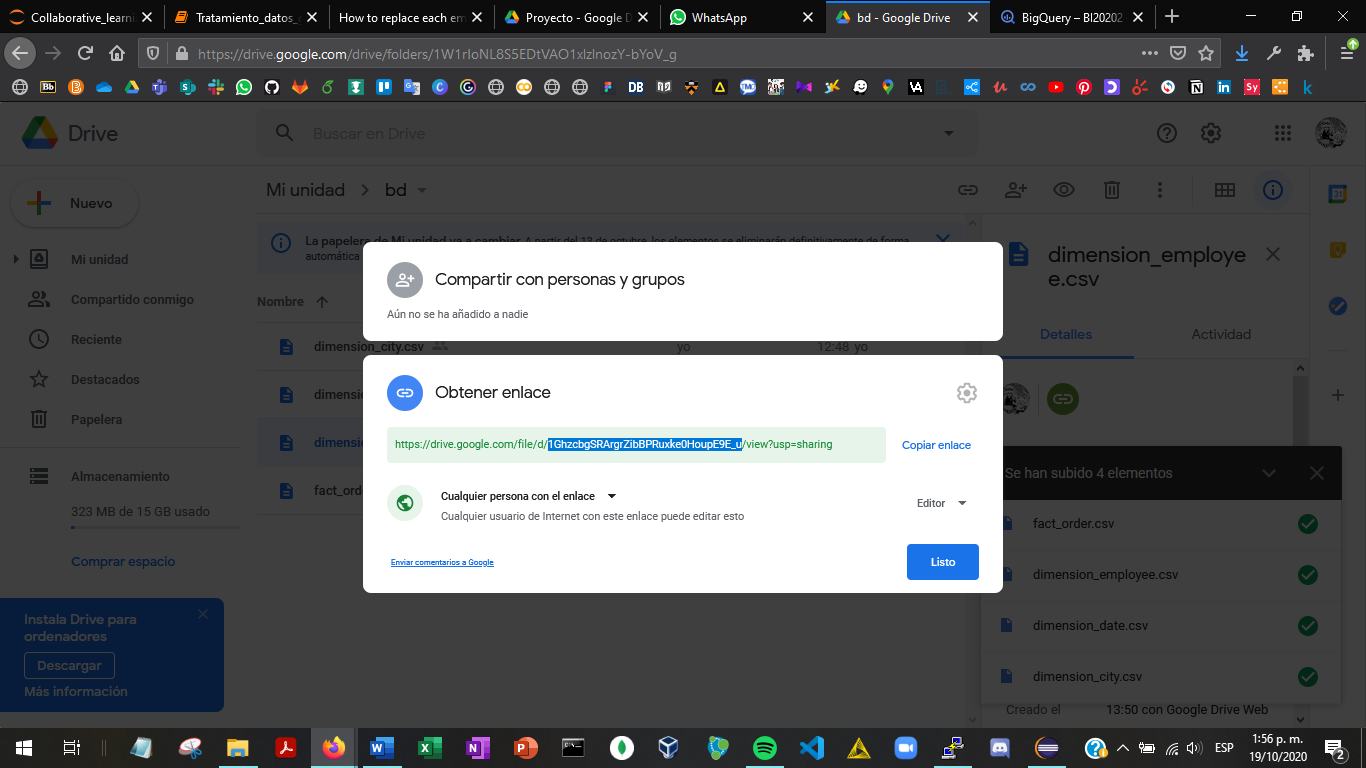 Collaborative_learni
Tratamiento_datos_
How to replace each em
Proyecto - Google D
WhatsApp
bd - Google Drive
BigQuery – BI20202
https://drive.google.com/drive/folders/1W1rIoNL8S5EDtVAO1xlzlnozY-bYoV_g
Drive
Buscar en Drive
Nuevo
Mi unidad
Compartido conmigo
Reciente
Destacados
Papelera
Almacenamiento
323 MB de 15 GB usado
Comprar espacio
Instala Drive para
ordenadores
Descargar
Más información
Mi unidad
bd
La papelera de Mi unidad va a cambiar. A partir del 13 de octubre, los elementos se eliminarán definitivamente de forma
automática
Nombre
dimension_city.csv yo 12:48 yo
dimensio
dimensio
fact_orde
Compartir con personas y grupos
Aún no se ha añadido a nadie
Obtener enlace
https://drive.google.com/file/d/1GhzcbgSRArgrZibBPRuxke0HoupE9E_u/view?usp=sharing
Copiar enlace
Cualquier persona con el enlace
Cualquier usuario de Internet con este enlace puede editar esto
Editor
Enviar comentarios a Google
Listo
dimension_employe
e.csv
Detalles
Actividad
Se han subido 4 elementos
fact_order.csv
dimension_employee.csv
dimension_date.csv
dimension_city.csv
Creado el 13:50 con Google Drive Web
ESP
1:56 p. m.
19/10/2020
2